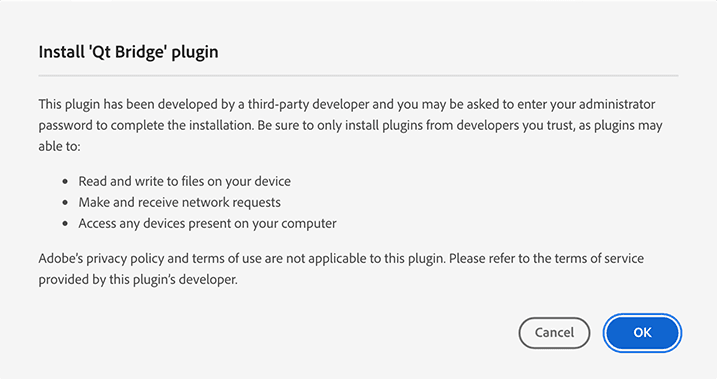 Install 'Qt Bridge' plugin
This plugin has been developed by a third-party developer and you may be asked to enter your administrator
password to complete the installation. Be sure to only install plugins from developers you trust, as plugins may
able to:
• Read and write to files on your device
• Make and receive network requests
• Access any devices present on your computer
Adobe’s privacy policy and terms of use are not applicable to this plugin. Please refer to the terms of service
provided by this plugin’s developer.
Cancel OK